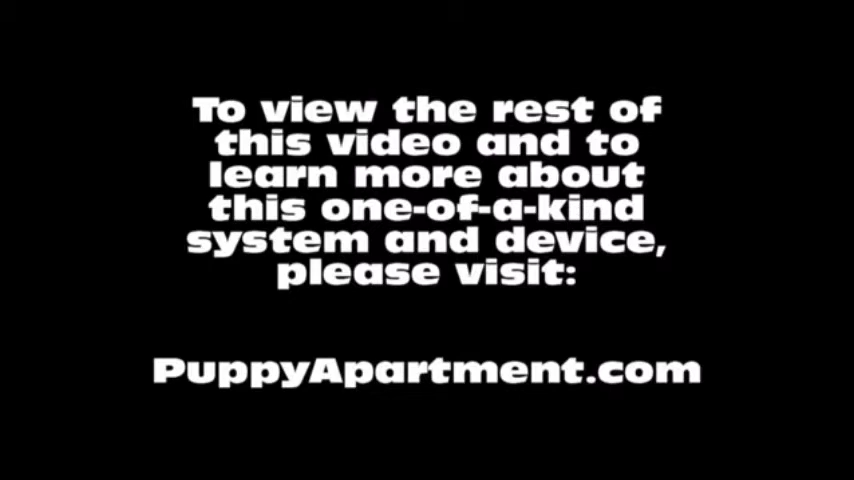 To view the rest of
this video and to
learn more about
this one-of-a-kind
system and device,
please visit:
PuppyApartment.com